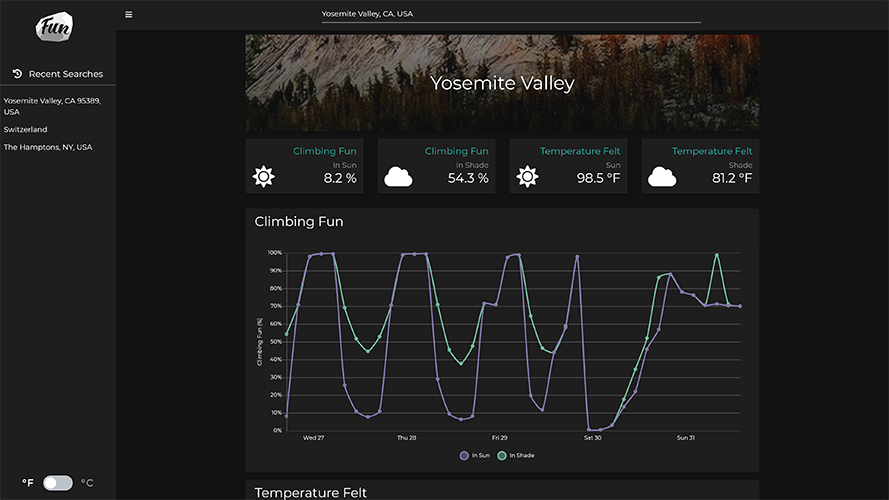 Fun
Recent Searches
Yosemite Valley, CA 95389,
USA
Switzerland
The Hamptons, NY, USA
°F
°C
Yosemite Valley, CA, USA
Yosemite Valley
Climbing Fun
In Sun
8.2 %
Climbing Fun
In Shade
54.3 %
Temperature Felt
Sun
98.5 °F
Temperature Felt
Shade
81.2 °F
Climbing Fun
Climbing Fun (%)
100%
90%
80%
70%
60%
50%
40%
30%
20%
10%
0%
Wed 27
Thu 28
Fri 29
Sat 30
Sun 31
In Sun
In Shade
Temperature Felt